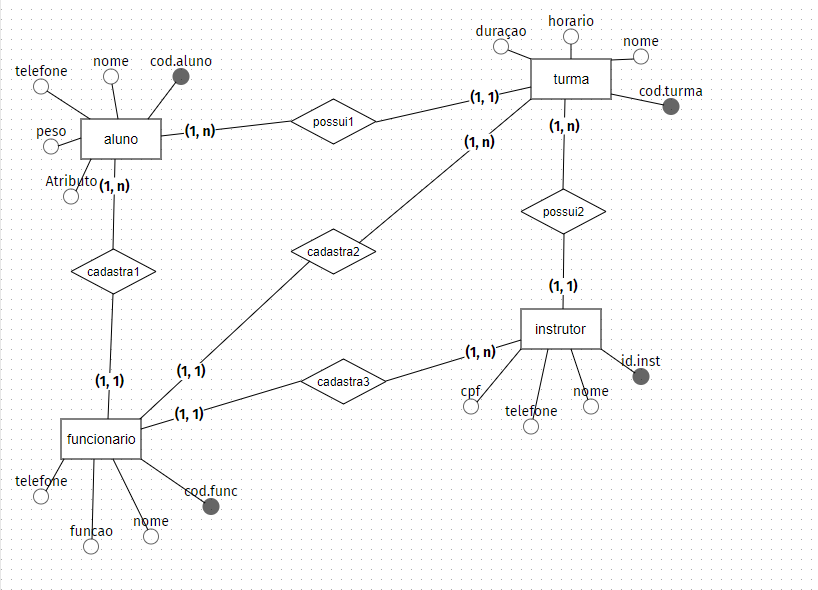 horario
duraçao
nome
nome
cod.aluno
telefone
turma
cod.turma
(1, 1)
possui1
(1, n)
peso
aluno
(1, n)
(1, n)
Atributo
(1, n)
possui2
cadastra2
cadastra1
(1, 1)
instrutor
(1, n)
id.inst
(1, 1)
cadastra3
(1, 1)
cpf
nome
telefone
(1, 1)
funcionario
telefone
cod.func
nome
funcao